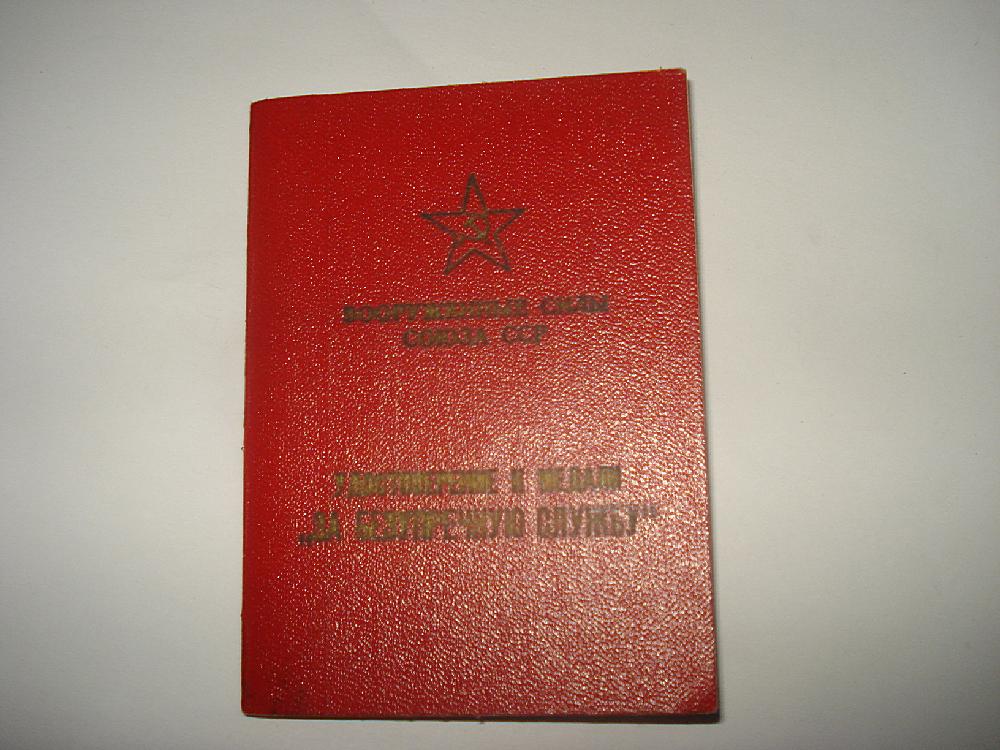 ВООРУЖЕННЫЕ СИЛЫ
СОЮЗА ССР
УДОСТОВЕРЕНИЕ К МЕДАЛИ
„ЗА БЕЗУПРЕЧНУЮ СЛУЖБУ"